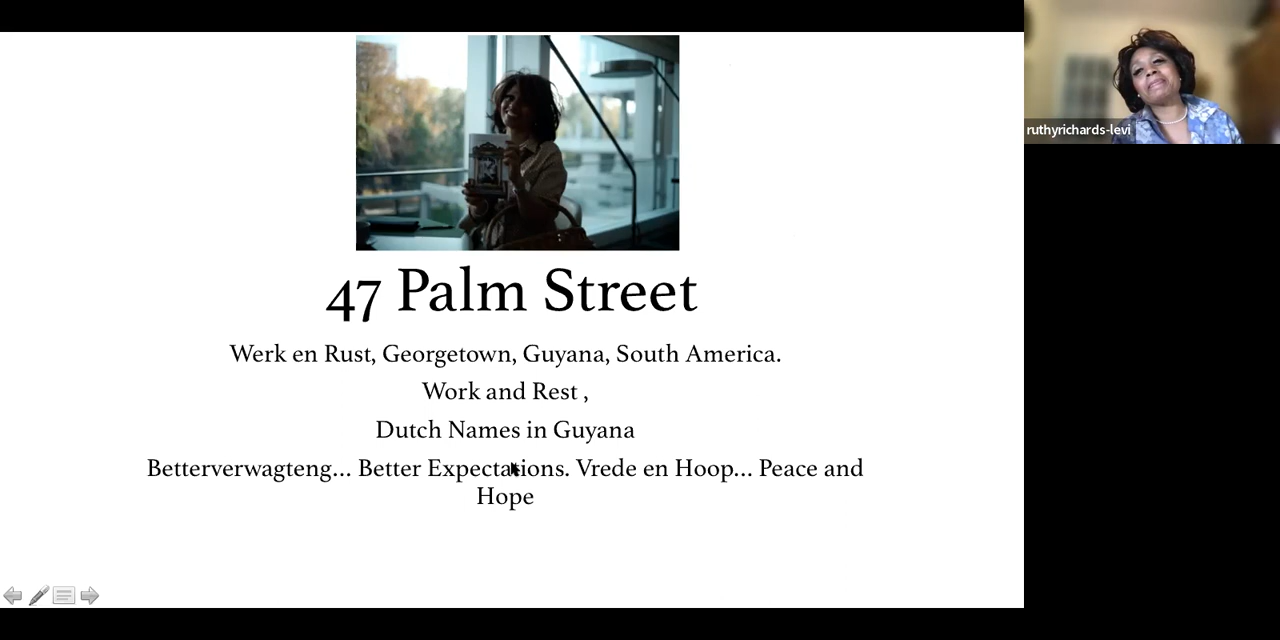 47 Palm Street
Werk en Rust, Georgetown, Guyana, South America.
Work and Rest ,
Dutch Names in Guyana
Betterverwagteng... Better Expectations. Vrede en Hoop... Peace and
Hope
ruthyrichards-levi